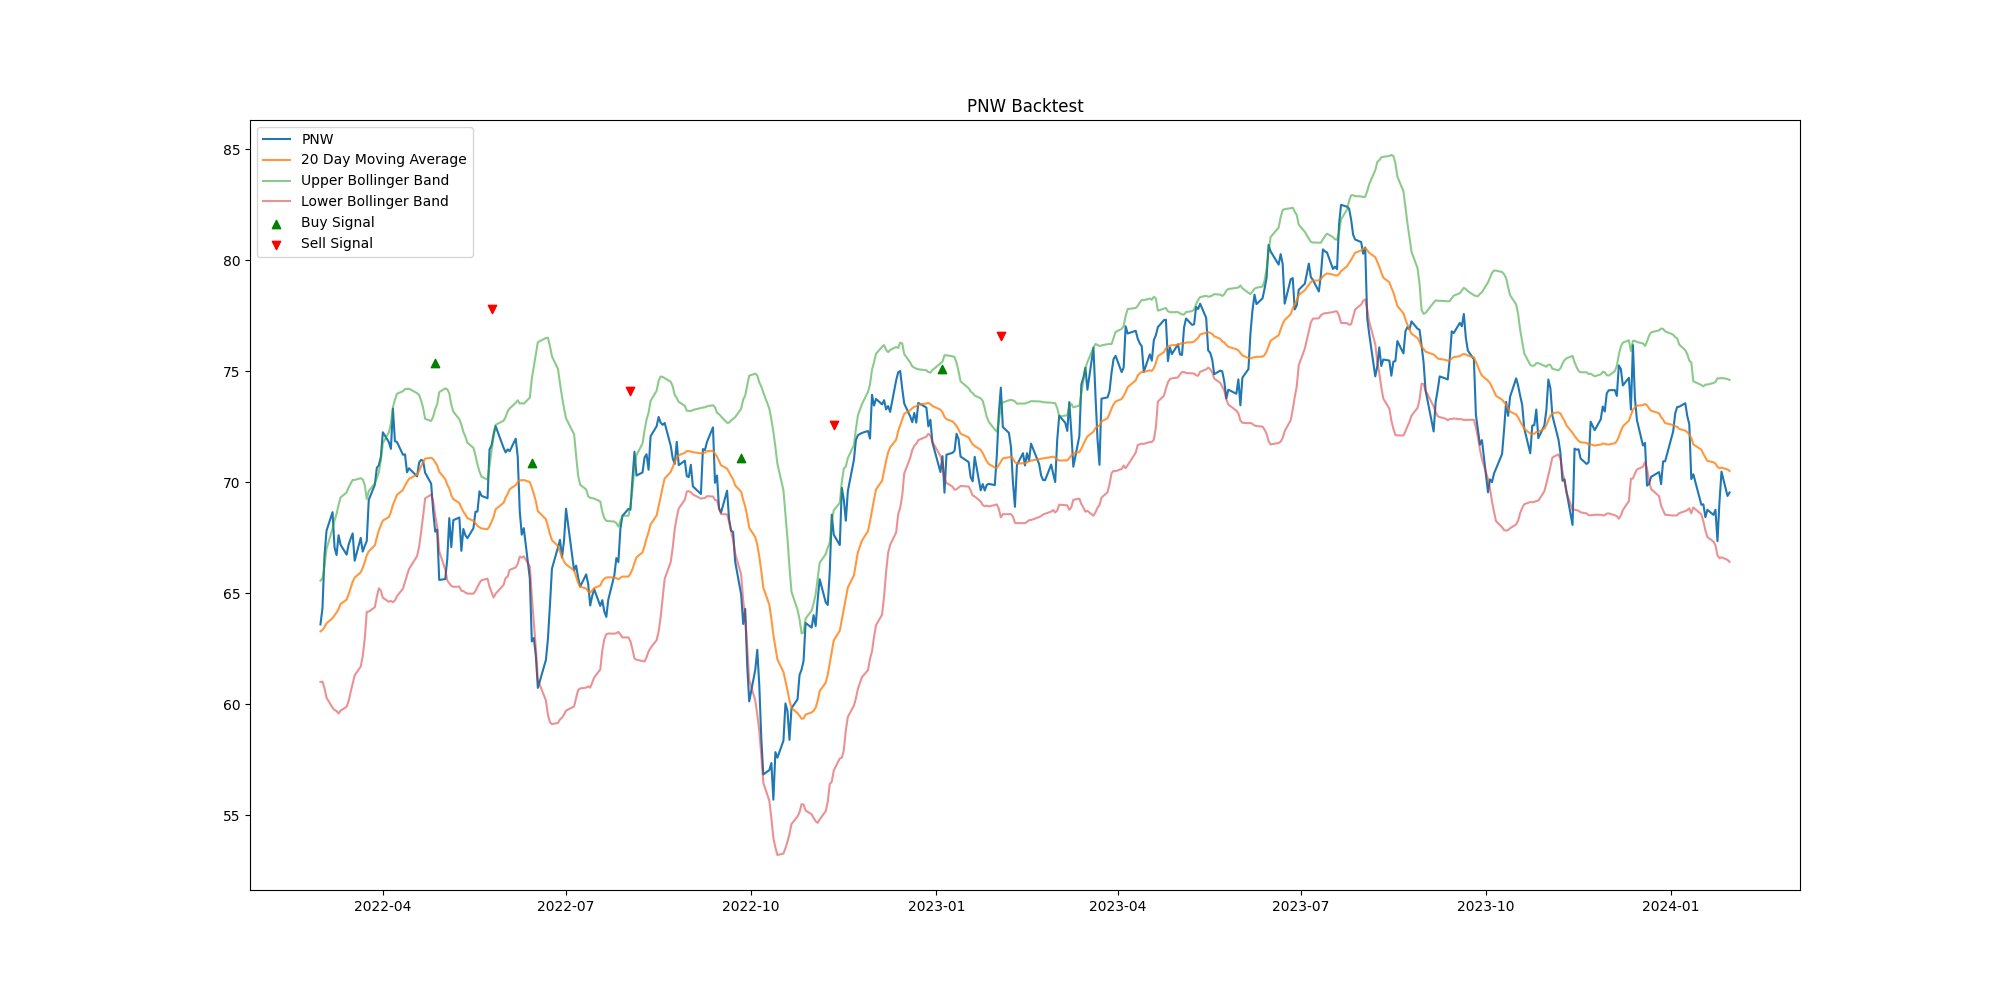 PNW Backtest
PNW
20 Day Moving Average
Upper Bollinger Band
Lower Bollinger Band
Buy Signal
Sell Signal
85
80
75
70
65
60
55
2022-04
2022-07
2022-10
2023-01
2023-04
2023-07
2023-10
2024-01